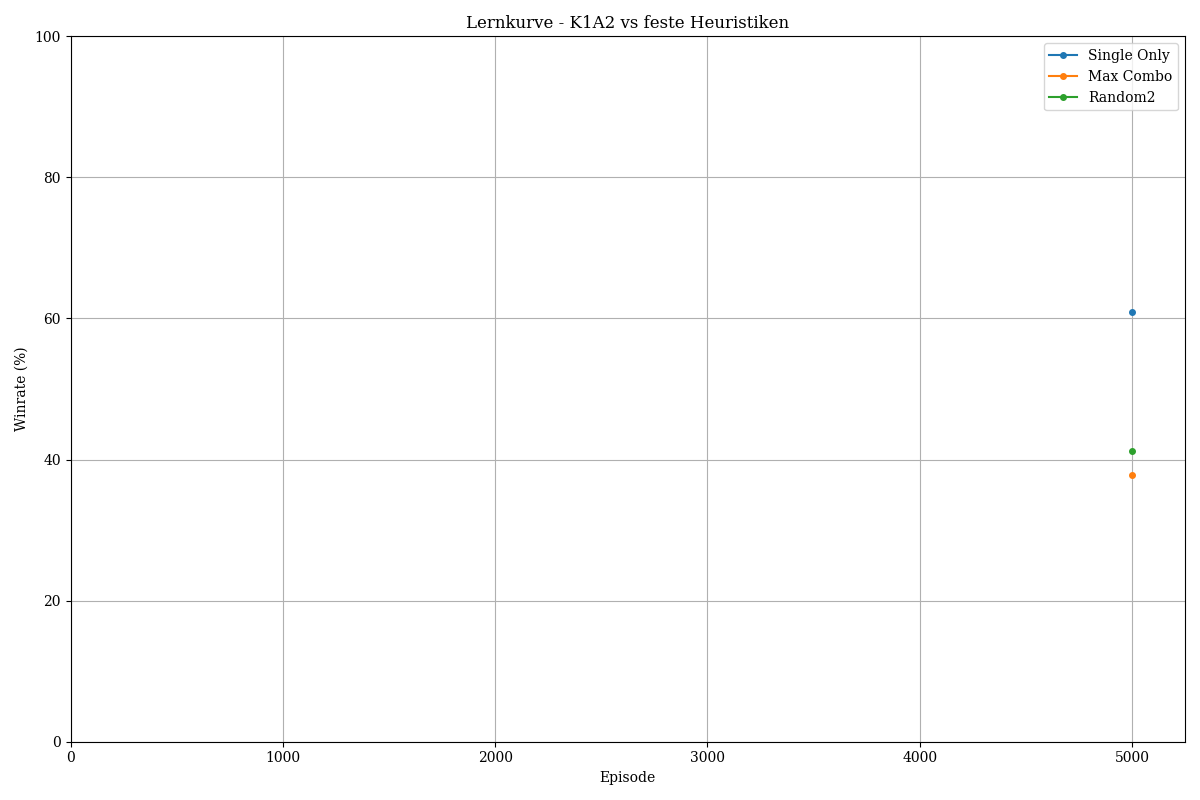 Lernkurve - K1A2 vs feste Heuristiken
100
80
60
40
20
0
Winrate (%)
Single Only
Max Combo
Random2
0 1000 2000 3000 4000 5000
Episode